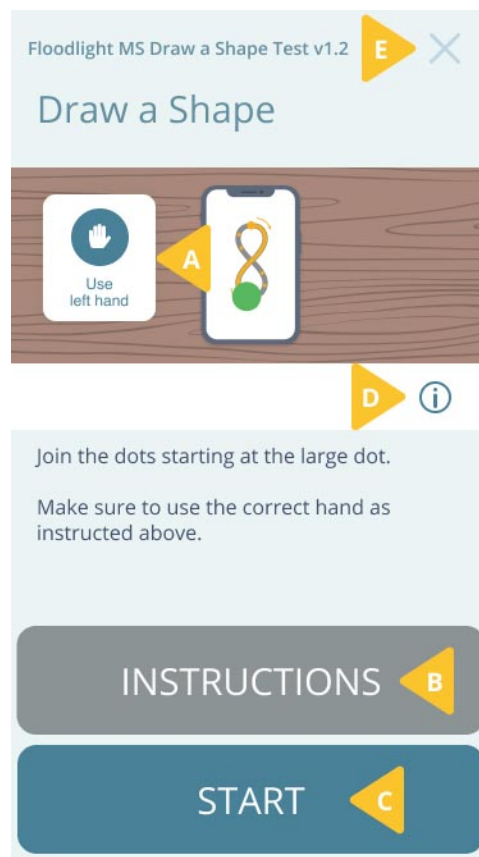 Floodlight MS Draw a Shape Test v1.2
E
Draw a Shape
A
Use
left hand
D
i
Join the dots starting at the large dot.
Make sure to use the correct hand as
instructed above.
INSTRUCTIONS
B
START
C